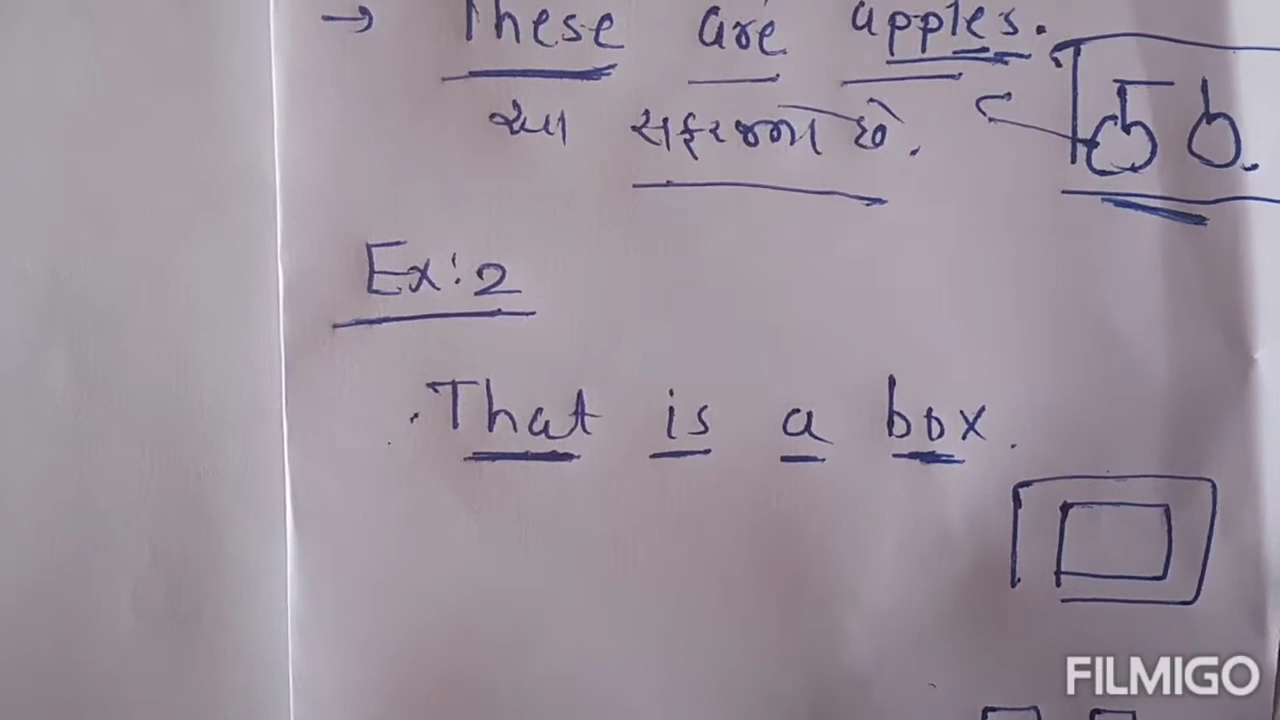 → These are apples.
આ સફરજન છે.
Ex:2
That is a box.
FILMIGO